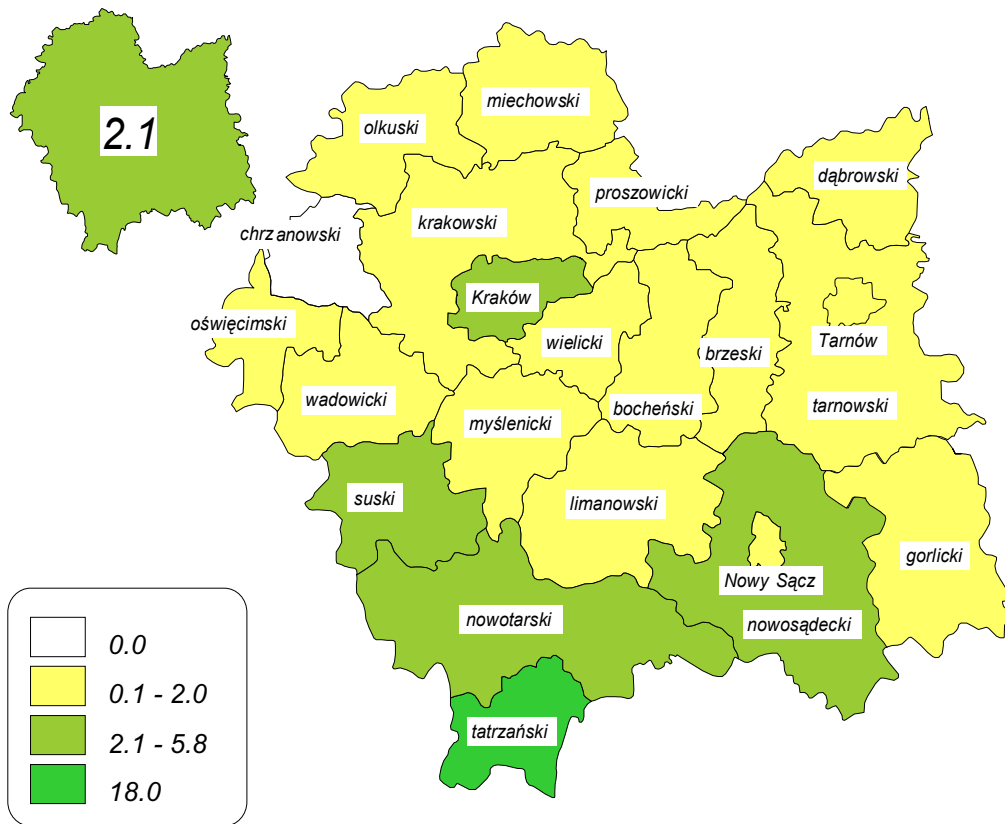 2.1
miechowski
olkuski
dąbrowski
proszowicki
krakowski
chrzanowski
Kraków
oświęcimski
wielicki
Tarnów
brzeski
wadowicki
bocheński
tarnowski
myślenicki
suski
limanowski
gorlicki
Nowy Sącz
nowotarski
nowosądecki
tatrzański
0.0
0.1 - 2.0
2.1 - 5.8
18.0